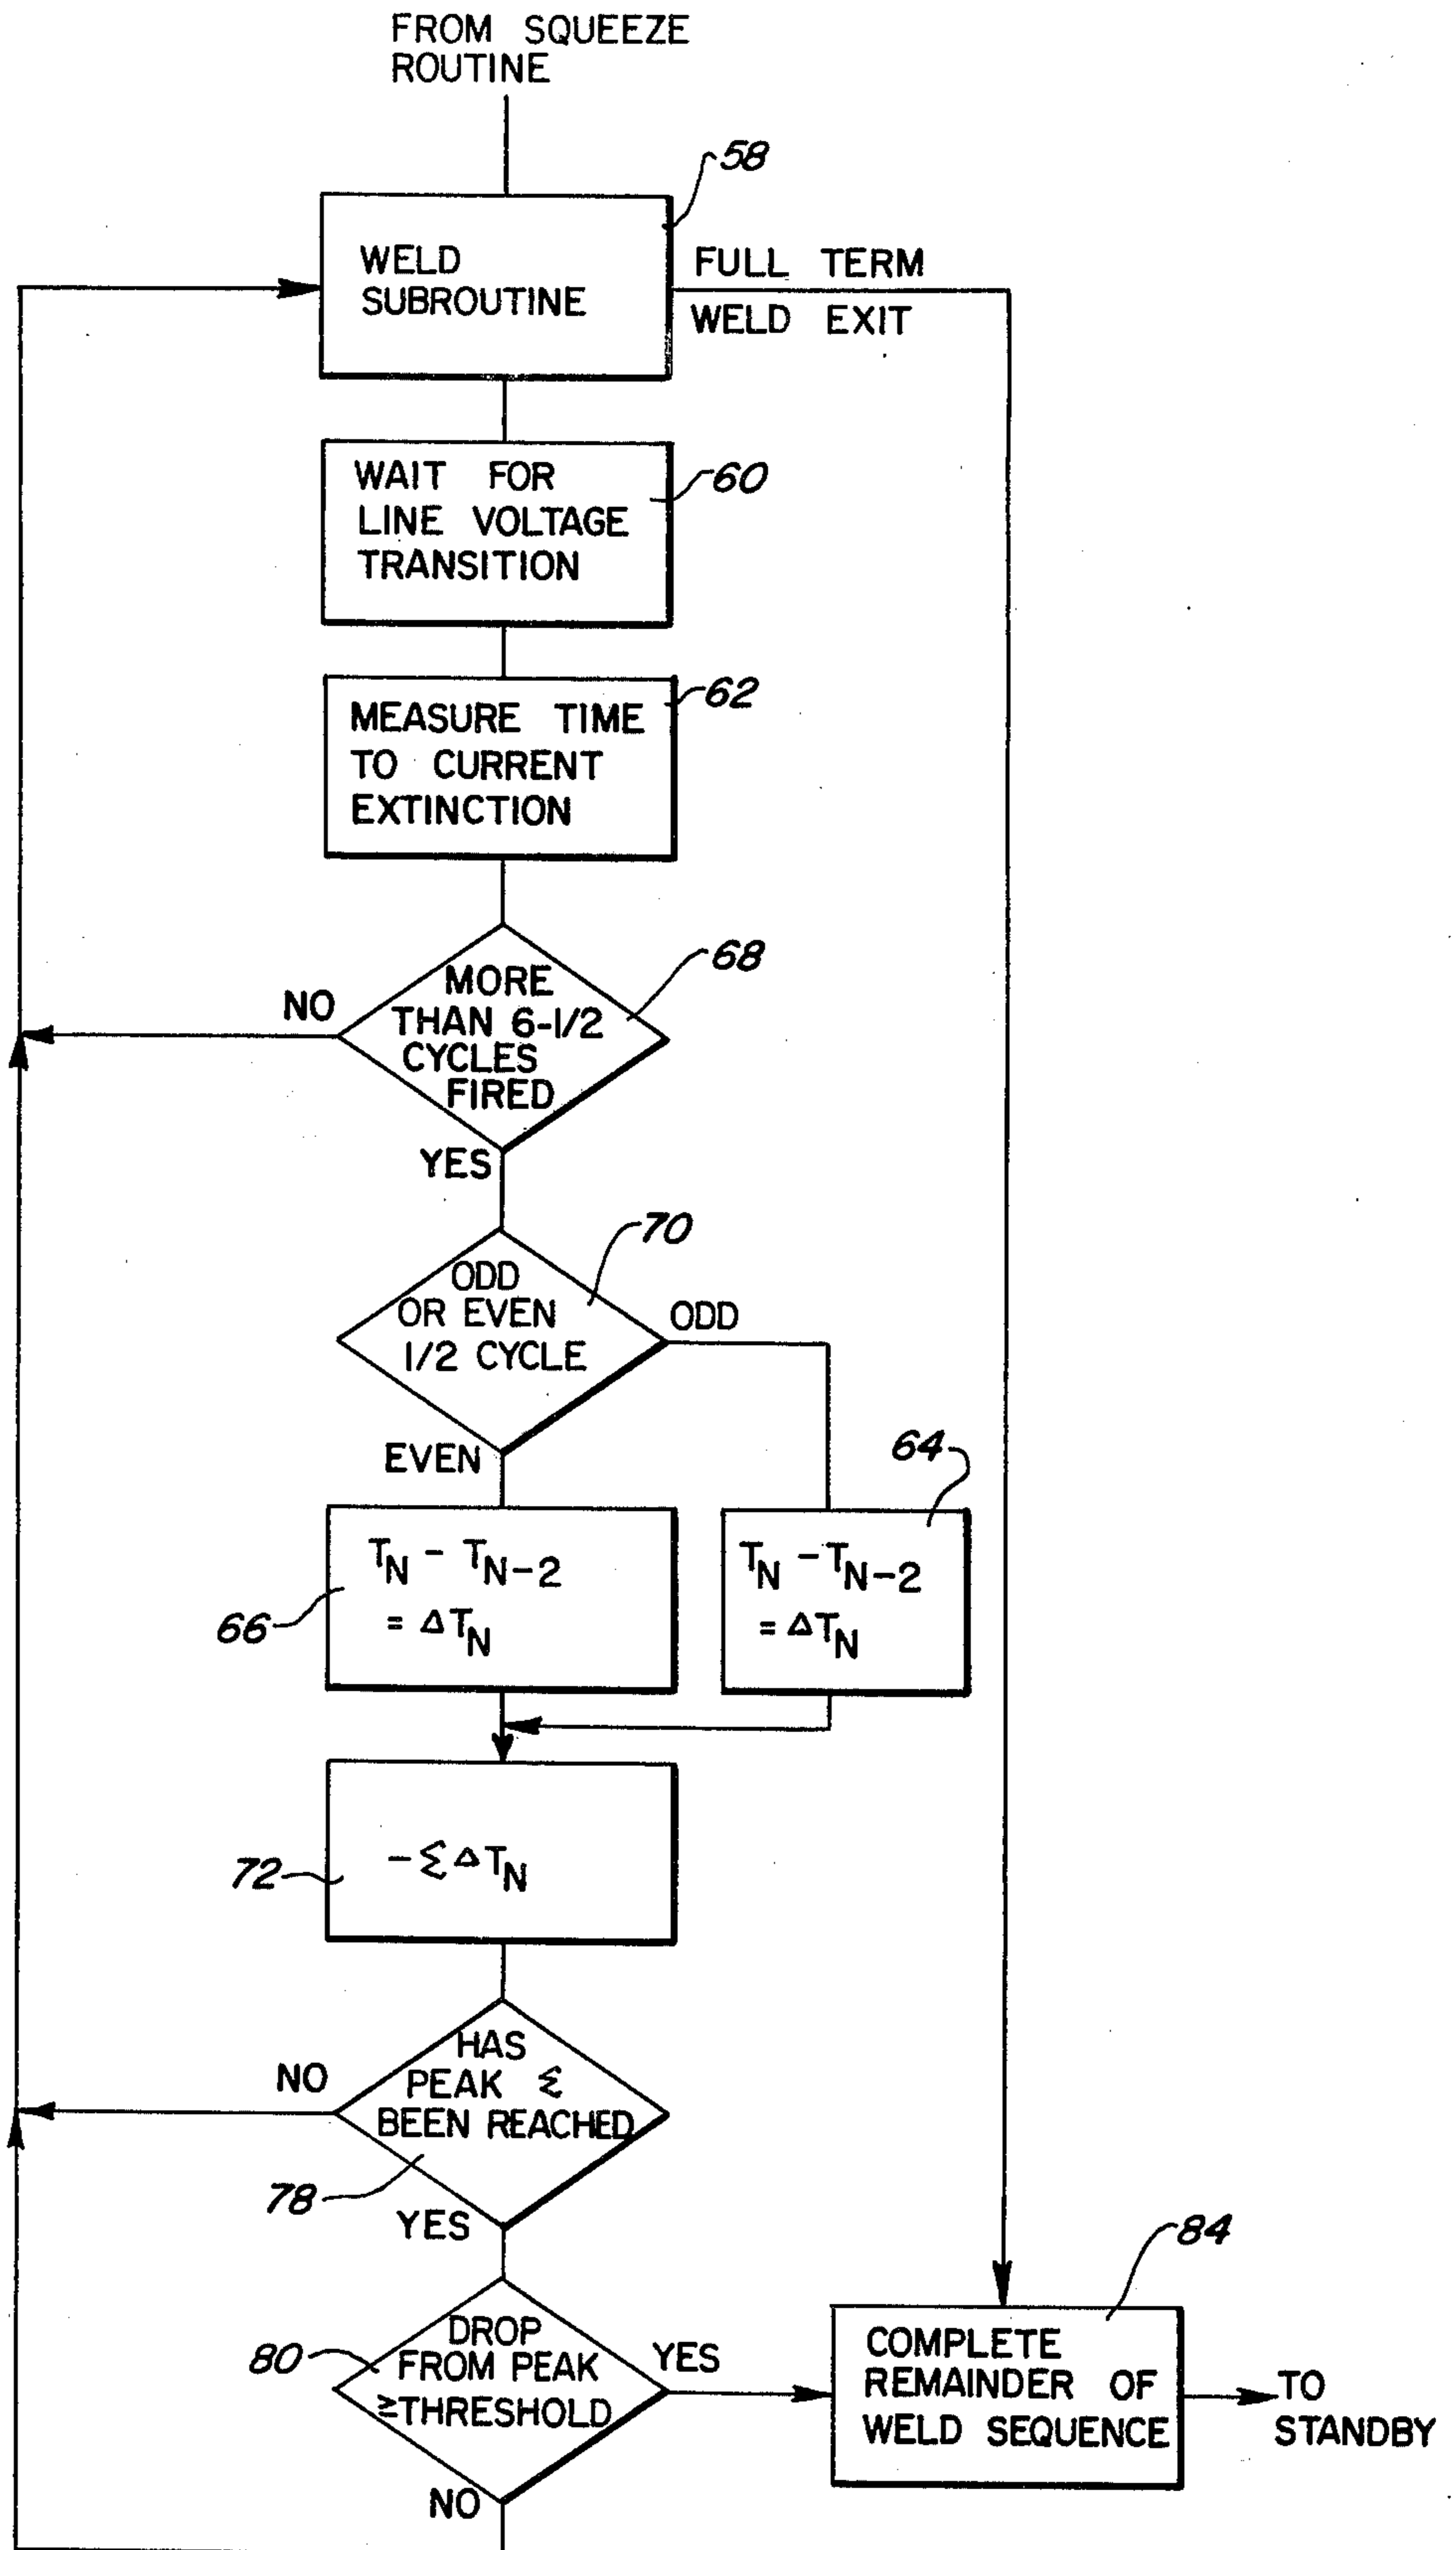 FROM SQUEEZE
ROUTINE
58
WELD
SUBROUTINE
FULL TERM
WELD EXIT
WAIT FOR
LINE VOLTAGE
TRANSITION
60
MEASURE TIME
TO CURRENT
EXTINCTION
62
NO
MORE
THAN 6-1/2
CYCLES
FIRED
68
YES
ODD
OR EVEN
1/2 CYCLE
70
ODD
EVEN
64
TN - TN-2
= ΔTN
66
TN - TN-2
= ΔTN
72
- Σ ΔTN
NO
HAS
PEAK Σ
BEEN REACHED
78
YES
80
DROP
FROM PEAK
≥THRESHOLD
YES
NO
84
COMPLETE
REMAINDER OF
WELD SEQUENCE
TO
STANDBY